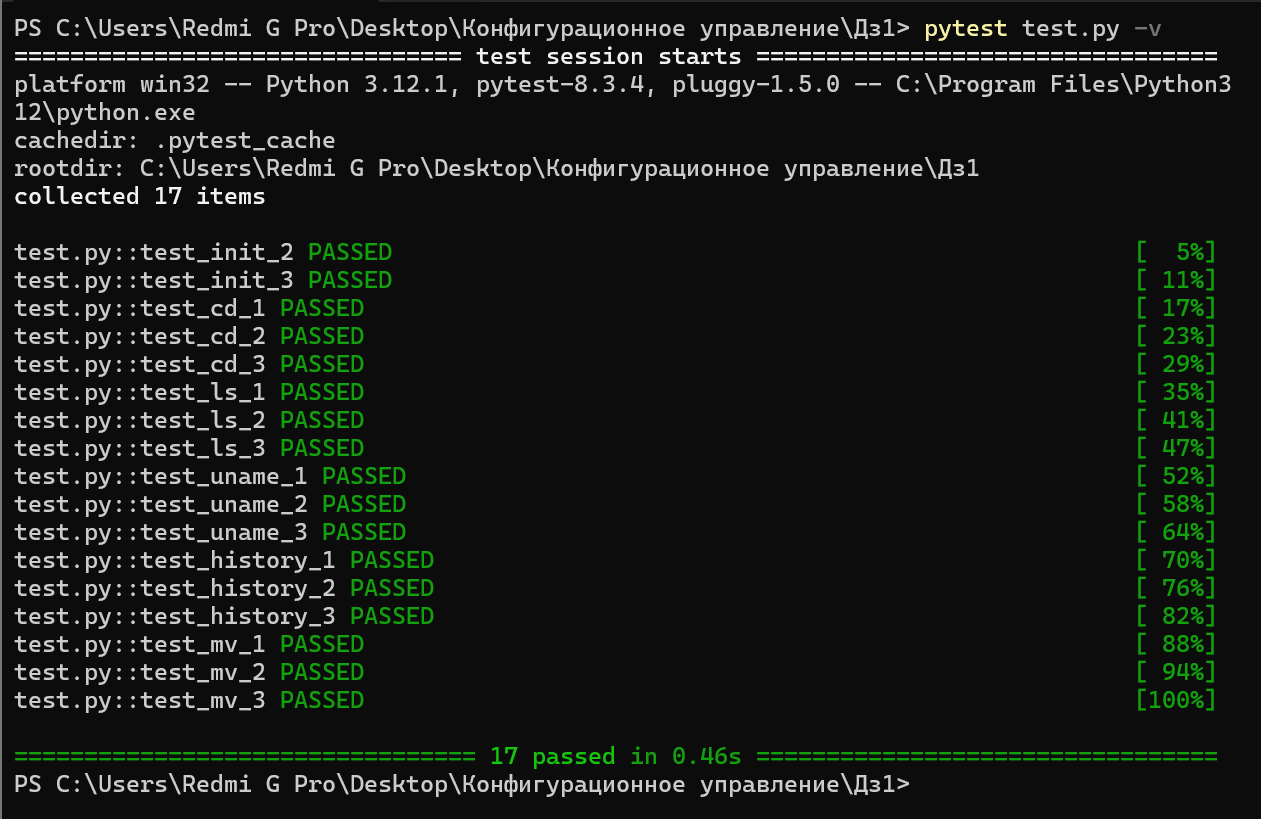 PS C:\Users\Redmi G Pro\Desktop\Конфигурационное управление\Дз1> pytest test.py -v
================================ test session starts =================================
platform win32 -- Python 3.12.1, pytest-8.3.4, pluggy-1.5.0 -- C:\Program Files\Python3
12\python.exe
cachedir: .pytest_cache
rootdir: C:\Users\Redmi G Pro\Desktop\Конфигурационное управление\Дз1
collected 17 items
test.py::test_init_2 PASSED [  5%]
test.py::test_init_3 PASSED [ 11%]
test.py::test_cd_1 PASSED [ 17%]
test.py::test_cd_2 PASSED [ 23%]
test.py::test_cd_3 PASSED [ 29%]
test.py::test_ls_1 PASSED [ 35%]
test.py::test_ls_2 PASSED [ 41%]
test.py::test_ls_3 PASSED [ 47%]
test.py::test_uname_1 PASSED [ 52%]
test.py::test_uname_2 PASSED [ 58%]
test.py::test_uname_3 PASSED [ 64%]
test.py::test_history_1 PASSED [ 70%]
test.py::test_history_2 PASSED [ 76%]
test.py::test_history_3 PASSED [ 82%]
test.py::test_mv_1 PASSED [ 88%]
test.py::test_mv_2 PASSED [ 94%]
test.py::test_mv_3 PASSED [100%]
================================= 17 passed in 0.46s =================================
PS C:\Users\Redmi G Pro\Desktop\Конфигурационное управление\Дз1>